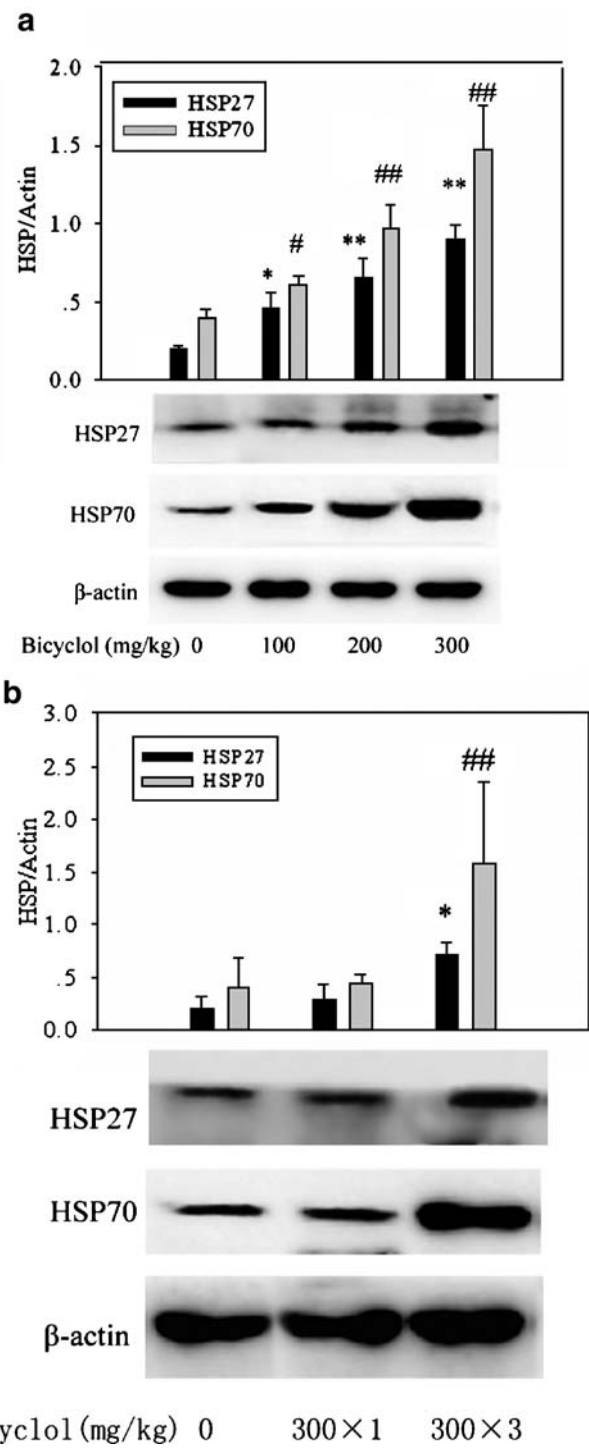 a
2.0
HSP27
HSP70
##
1.5
##
**
HSP/Actin
1.0
#
**
*
.5
0.0
HSP27
HSP70
β-actin
Bicyclol (mg/kg) 0 100 200 300
b
3.0
HSP27
HSP70
##
2.5
2.0
HSP/Actin
1.5
*
1.0
.5
0.0
HSP27
HSP70
β-actin
yclol(mg/kg) 0 300×1 300×3